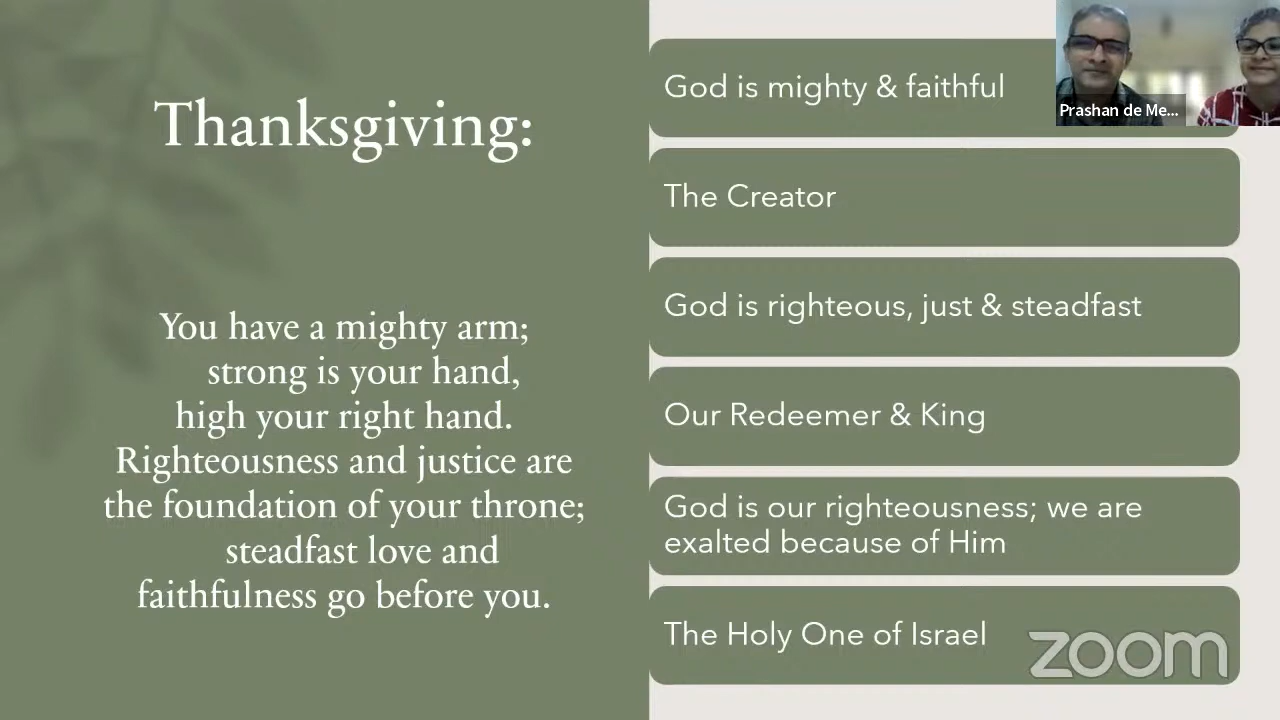 Thanksgiving:
You have a mighty arm;
strong is your hand,
high your right hand.
Righteousness and justice are
the foundation of your throne;
steadfast love and
faithfulness go before you.
God is mighty & faithful
The Creator
God is righteous, just & steadfast
Our Redeemer & King
God is our righteousness; we are
exalted because of Him
The Holy One of Israel
Prashan de Me...
zoom